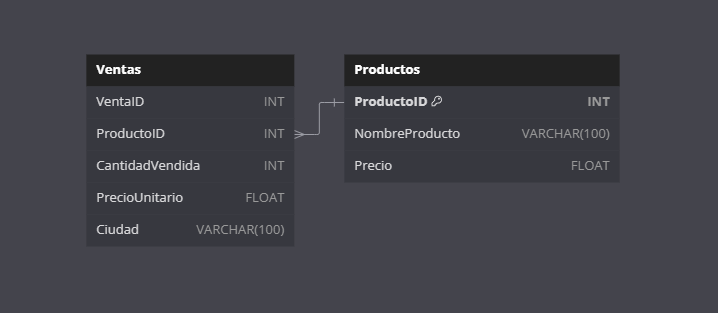 Ventas
VentaID INT
ProductoID INT
CantidadVendida INT
PrecioUnitario FLOAT
Ciudad VARCHAR(100)
Productos
ProductoID INT
NombreProducto VARCHAR(100)
Precio FLOAT